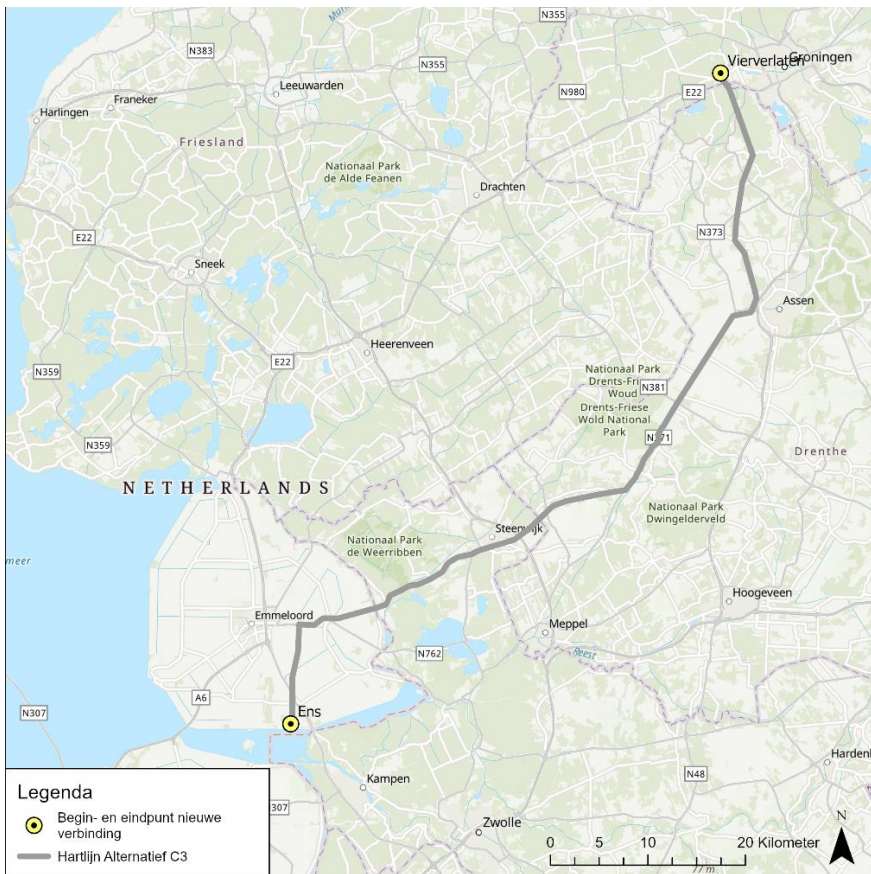 N355
Vierverlaten
Groningen
N383
N355
Leeuwarden
E22
N980
Franeker
Harlingen
Friesland
Nationaal Park
de Alde Feanen
Drachten
E22
N373
Sneek
Assen
Heerenveen
E22
N359
Nationaal Park
Drents-Fri
Woud
Drents-Friese
Wold National
Park
N381
N359
Drenthe
NETHERLANDS
Nationaal Park
Dwingelderveld
Steenwijk
Nationaal Park
de Weerribben
meer
Hoogeveen
Emmeloord
Meppel
Reest
N762
A6
Ens
N307
Kampen
N48
Zwolle
307
Legenda
Begin- en eindpunt nieuwe
verbinding
Hartlijn Alternatief C3
0 5 10 20 Kilometer
N